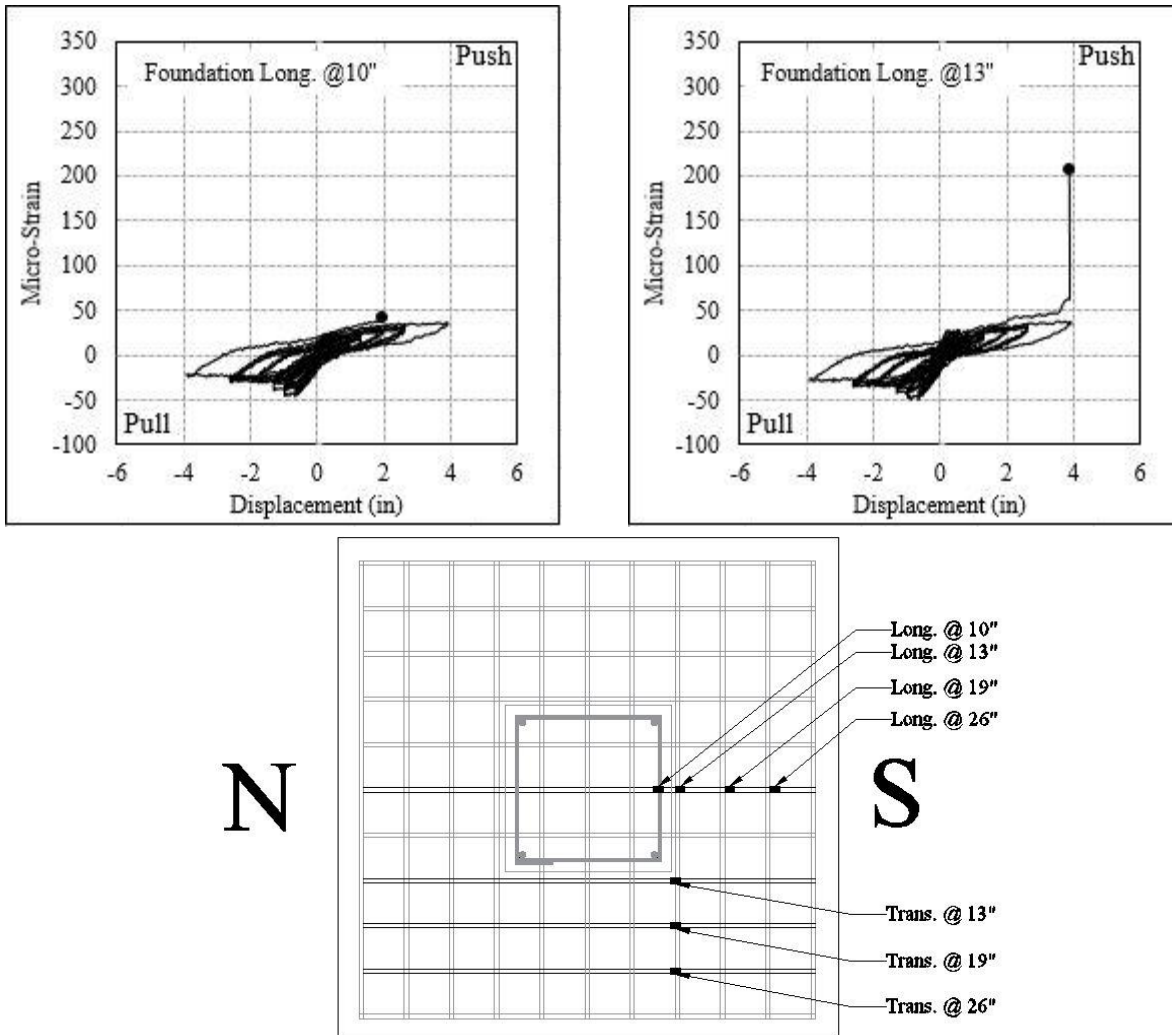 350
Push
Foundation Long. @10"
300
250
200
150
100
50
0
-50
Pull
-100
-6 -4 -2 0 2 4 6
Micro-Strain
Displacement (in)
350
Push
Foundation Long. @13"
300
250
200
150
100
50
0
-50
Pull
-100
-6 -4 -2 0 2 4 6
Micro-Strain
Displacement (in)
Long. @ 10"
Long. @ 13"
Long. @ 19"
Long. @ 26"
N
S
Trans. @ 13"
Trans. @ 19"
Trans. @ 26"